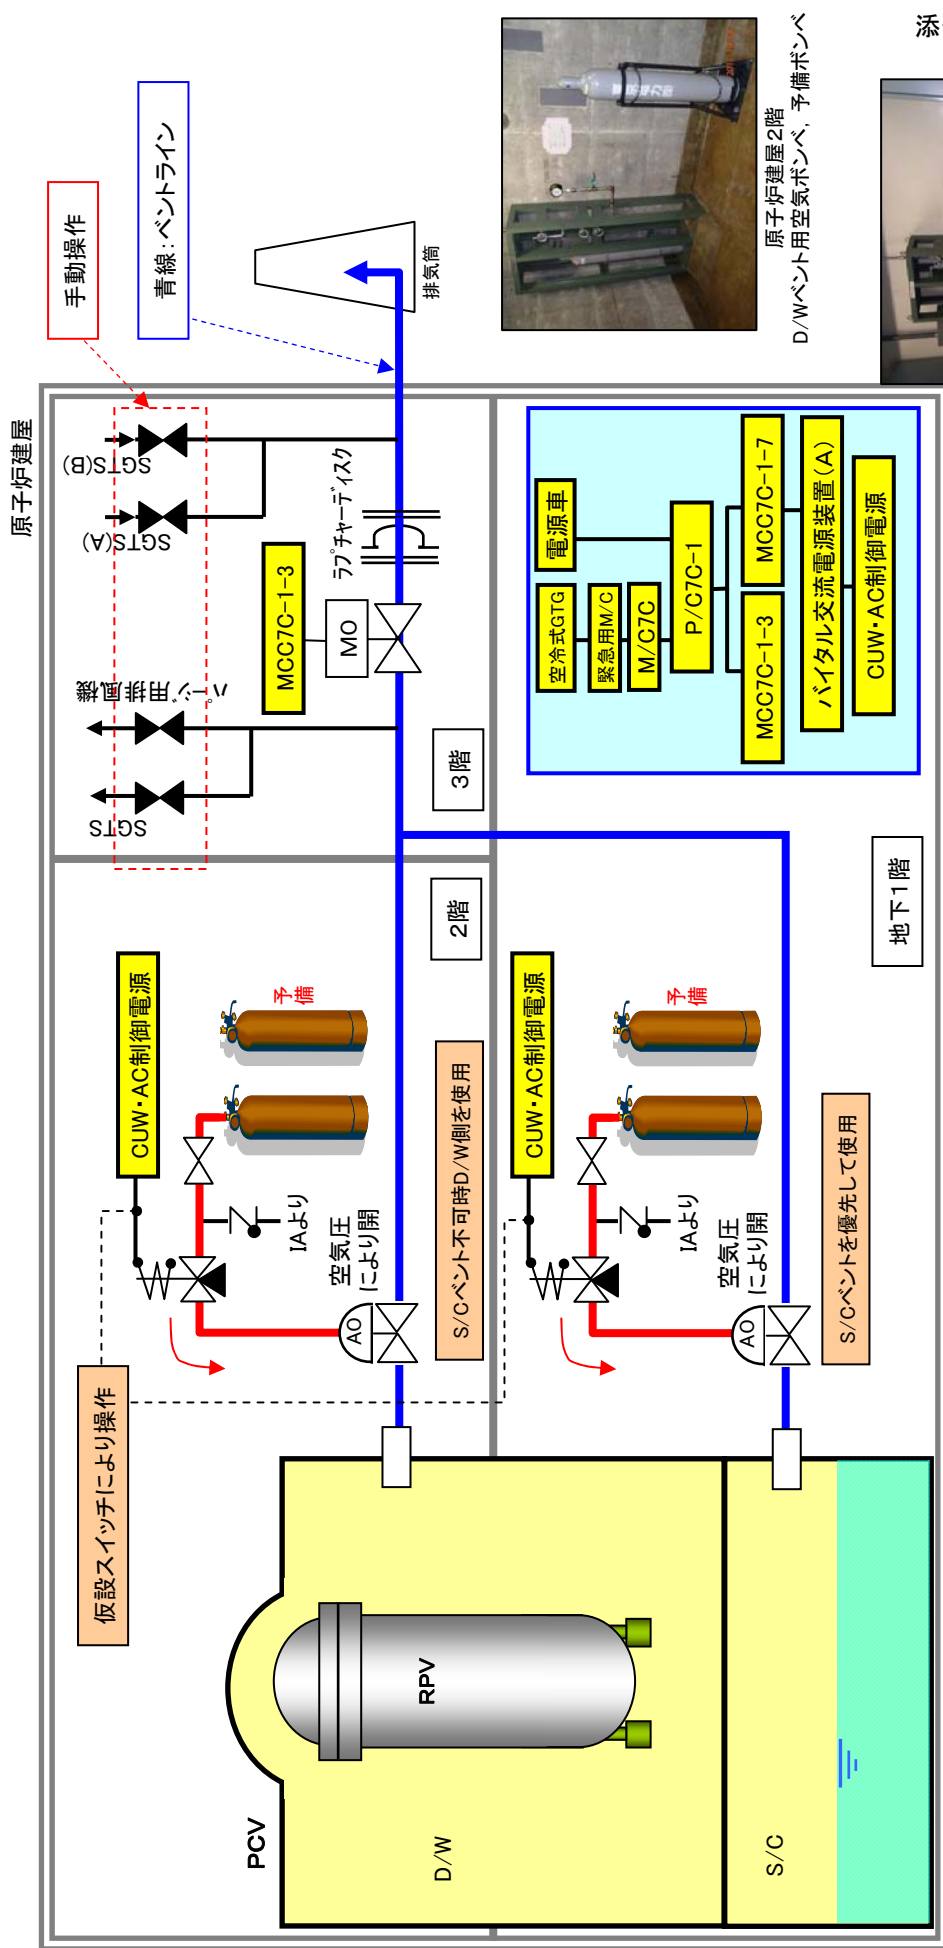 添
原子炉建屋
手動操作
青線:ベントライン
排気筒
SGTS(B)
SGTS(A)
ラプチャーディスク
MCC7C-1-3
MO
パージ用排風機
SGTS
3階
原子炉建屋2階
D/Wベント用空気ボンベ, 予備ボンベ
電源車
空冷式GTG
緊急用M/C
M/C7C
P/C7C-1
MCC7C-1-7
MCC7C-1-3
バイタル交流電源装置(A)
CUW・AC制御電源
2階
地下1階
仮設スイッチにより操作
CUW・AC制御電源
予備
IAより
空気圧
により開
AO
S/Cベント不可時D/W側を使用
CUW・AC制御電源
予備
IAより
空気圧
により開
AO
S/Cベントを優先して使用
PCV
RPV
D/W
S/C